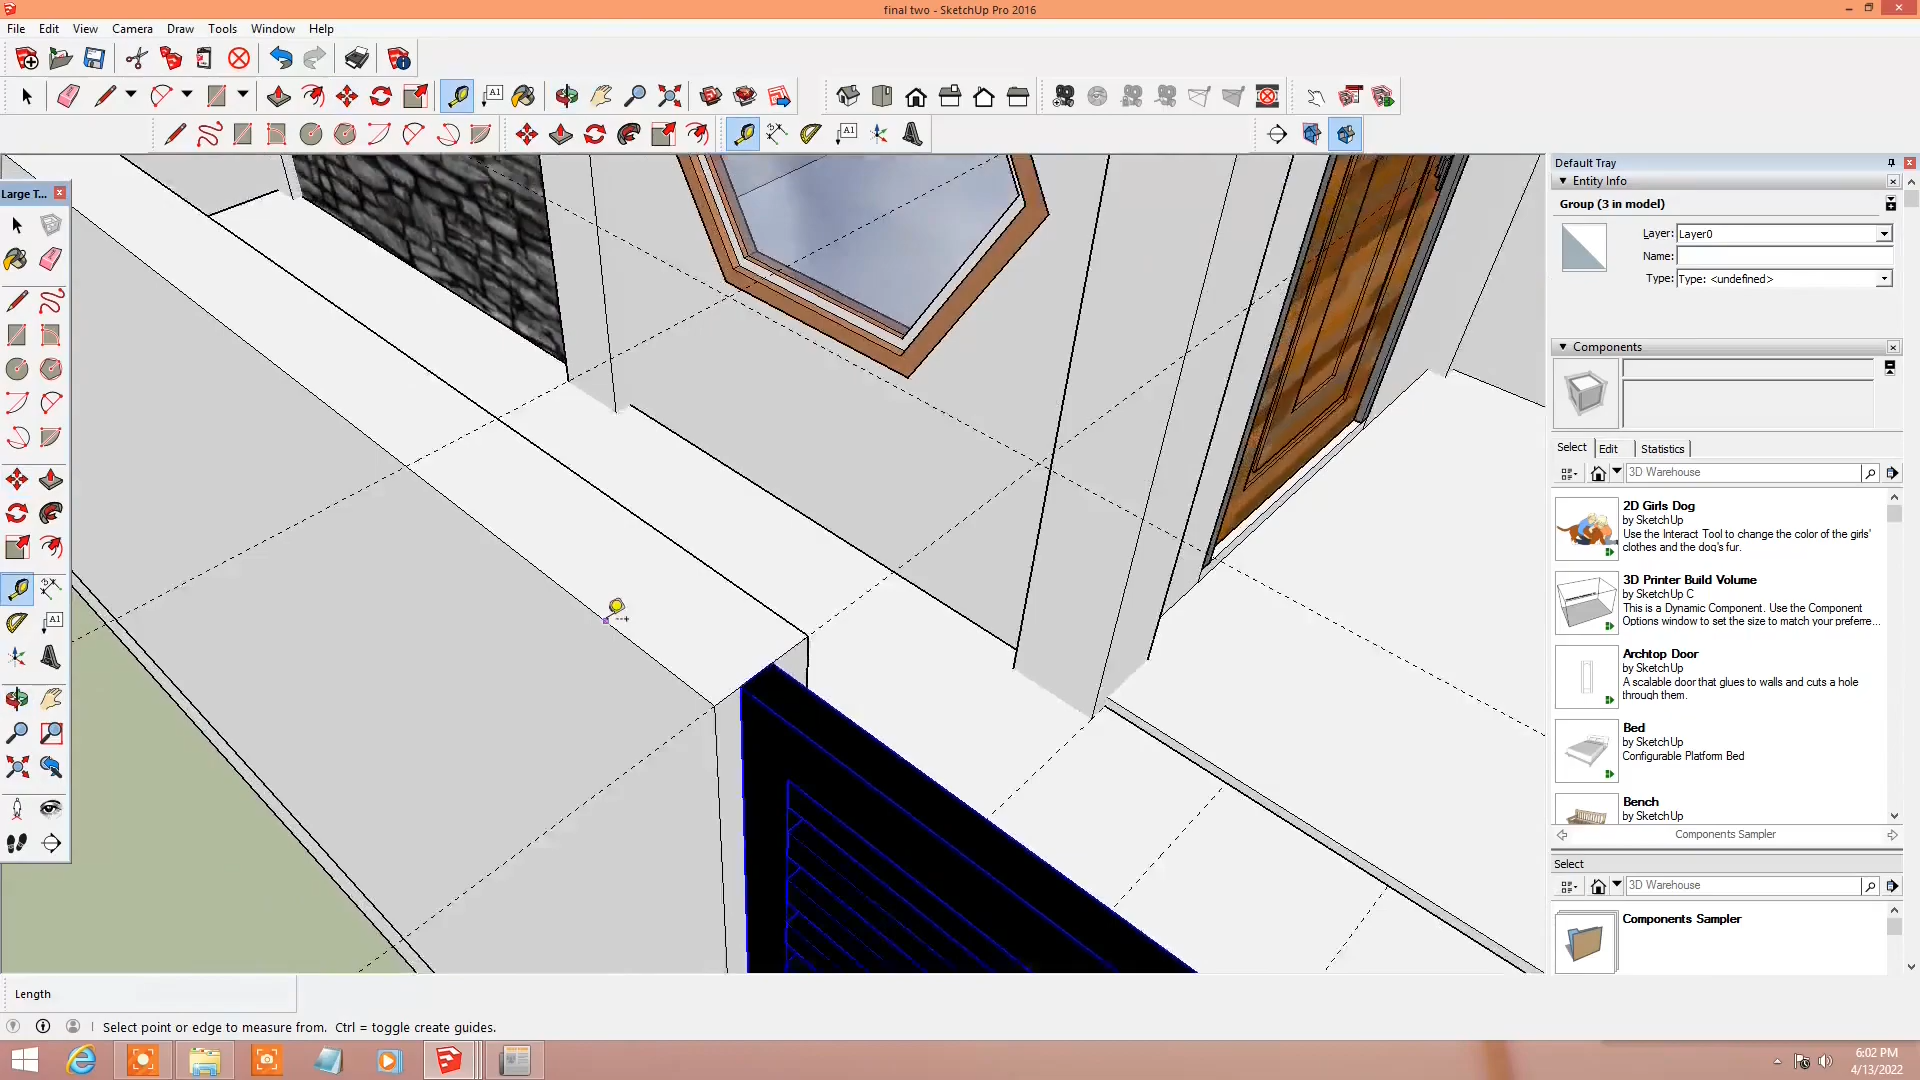 final two - SketchUp Pro 2016
File Edit View Camera Draw Tools Window Help
A1
A1
Large T...
A1
Default Tray
Entity Info
Group (3 in model)
Layer: Layer0
Name:
Type: Type: <undefined>
Components
Select Edit Statistics
3D Warehouse
2D Girls Dog
by SketchUp
Use the Interact Tool to change the color of the girls'
clothes and the dog's fur.
3D Printer Build Volume
by SketchUp C
This is a Dynamic Component. Use the Component
Options window to set the size to match your preferre...
Archtop Door
by SketchUp
A scalable door that glues to walls and cuts a hole
through them.
Bed
by SketchUp
Configurable Platform Bed
Bench
by SketchUp
Components Sampler
Select
3D Warehouse
Components Sampler
Length
Select point or edge to measure from. Ctrl = toggle create guides.
6:02 PM
4/13/2022